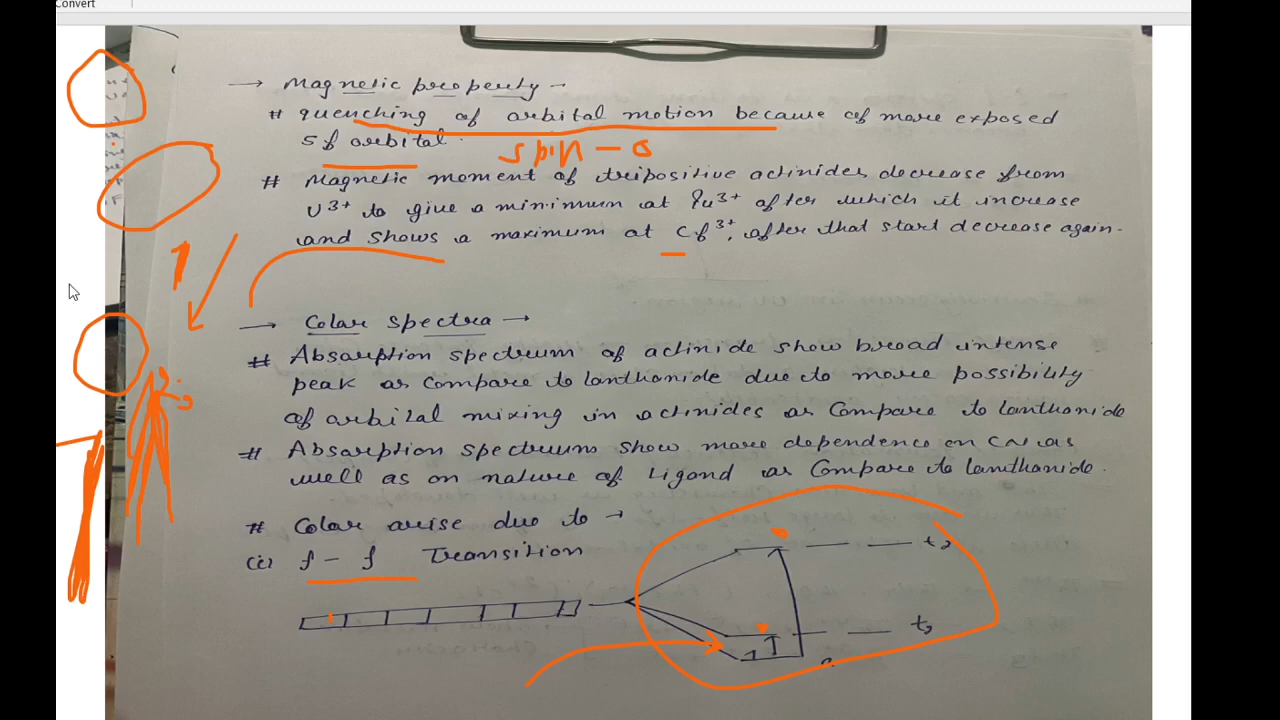 Convert
→ Magnetic property -
# quenching of orbital motion because of more exposed
5f orbital.
spin - o
# Magnetic moment of tripositive actinides decrease from
U3+ to give a minimum at Pu3+ after which it increase
and shows a maximum at Cf3+, after that start decrease again.
1
→ Color spectra →
# Absorption spectrum of actinide show broad intense
peak as compare to lanthanide due to more possibility
of orbital mixing in actinides as compare to lanthanide
# Absorption spectrum show more dependence on CN as
well as on nature of ligand as compare to lanthanide.
# Color arise due to →
(i) f - f Transition
t2
t2